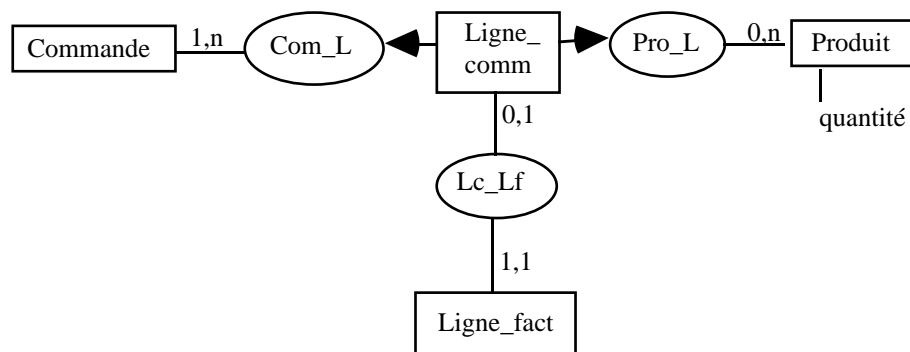 Commande
1,n
Com_L
Ligne_
comm
Pro_L
0,n
Produit
quantité
0,1
Lc_Lf
1,1
Ligne_fact